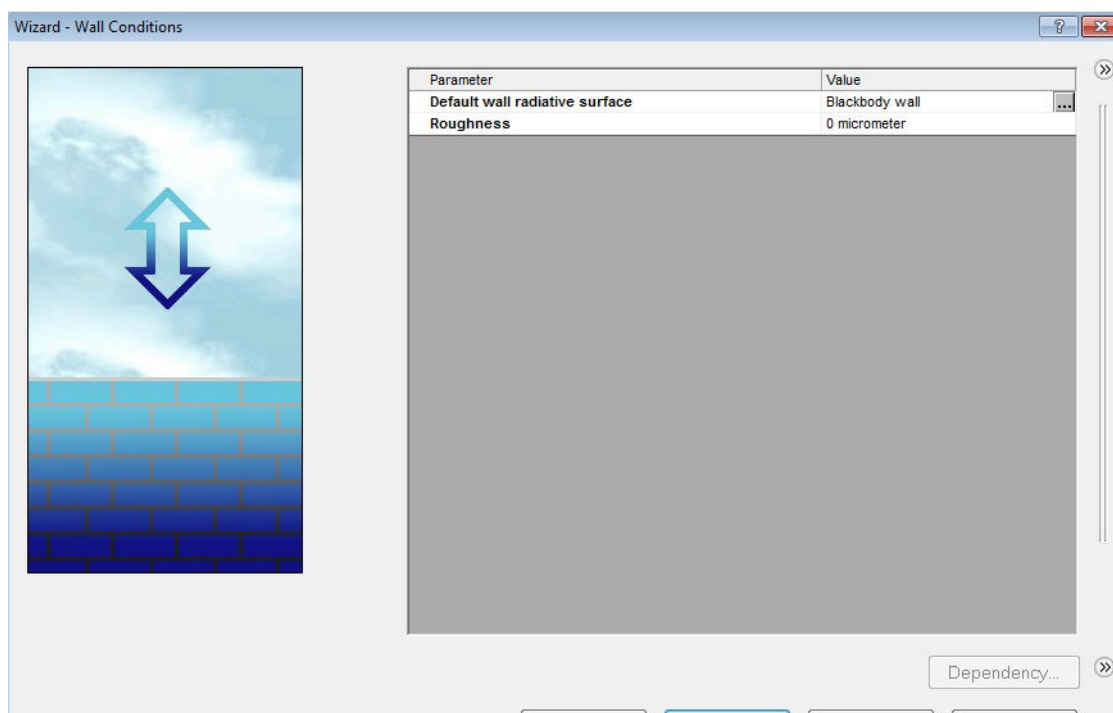 Wizard - Wall Conditions
?
Parameter Value
Default wall radiative surface Blackbody wall ...
Roughness 0 micrometer
Dependency...